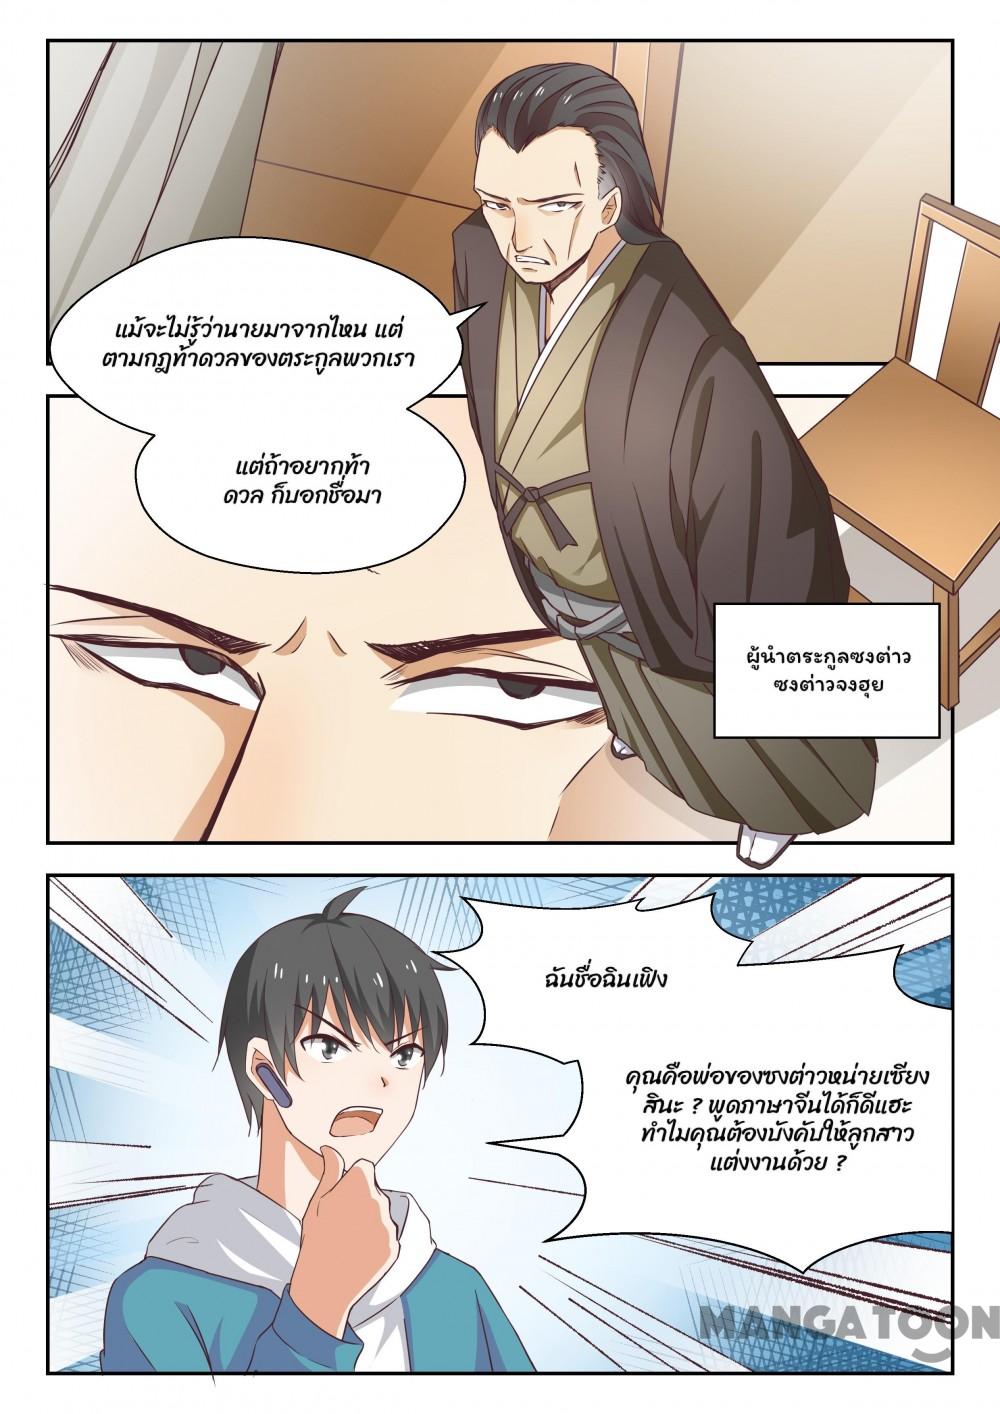 แม้จะไม่รู้ว่านายมาจากไหน แต่
ตามกฎท้าดวลของตระกูลพวกเรา
แต่ถ้าอยากท้า
ดวล ก็บอกชื่อมา
ผู้นำตระกูลซงต่าว
ซงต่าวจงฮุย
ฉันชื่อฉินเฟิง
คุณคือพ่อของซงต่าวหน่ายเซียง
สินะ ? พูดภาษาจีนได้ก็ดีแฮะ
ทำไมคุณต้องบังคับให้ลูกสาว
แต่งงานด้วย ?
MANGATOON